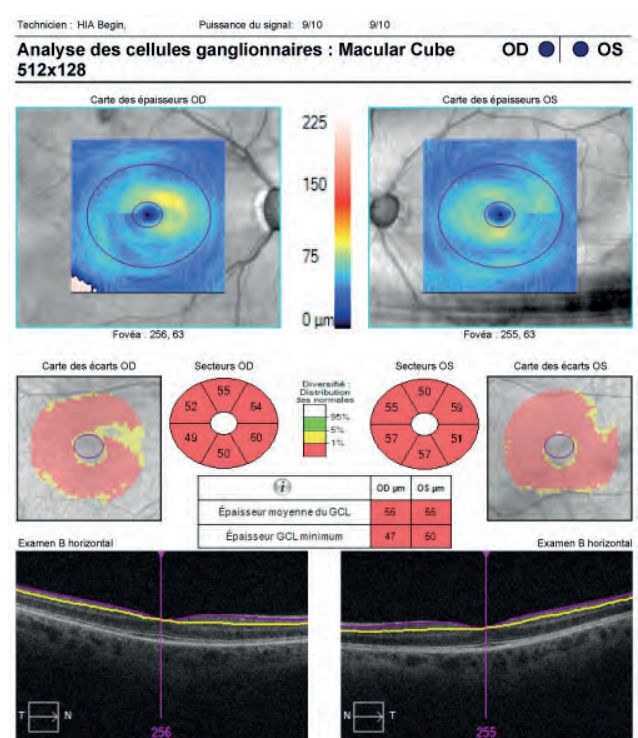 Technicien : HIA Begin, Puissance du signal: 9/10 9/10
Analyse des cellules ganglionnaires : Macular Cube 512x128 OD OS
Carte des épaisseurs OD Carte des épaisseurs OS
225
150
75
0 µm
Fovéa : 256, 63 Fovéa : 255, 63
Carte des écarts OD Secteurs OD Secteurs OS Carte des écarts OS
Diversifié :
Distribution
des normales
95%
5%
1%
55
52 64
49 60
50
50
55 59
57 51
57
OD µm OS µm
Épaisseur moyenne du GCL 55 55
Épaisseur GCL minimum 47 50
Examen B horizontal Examen B horizontal
T N N T
256 255